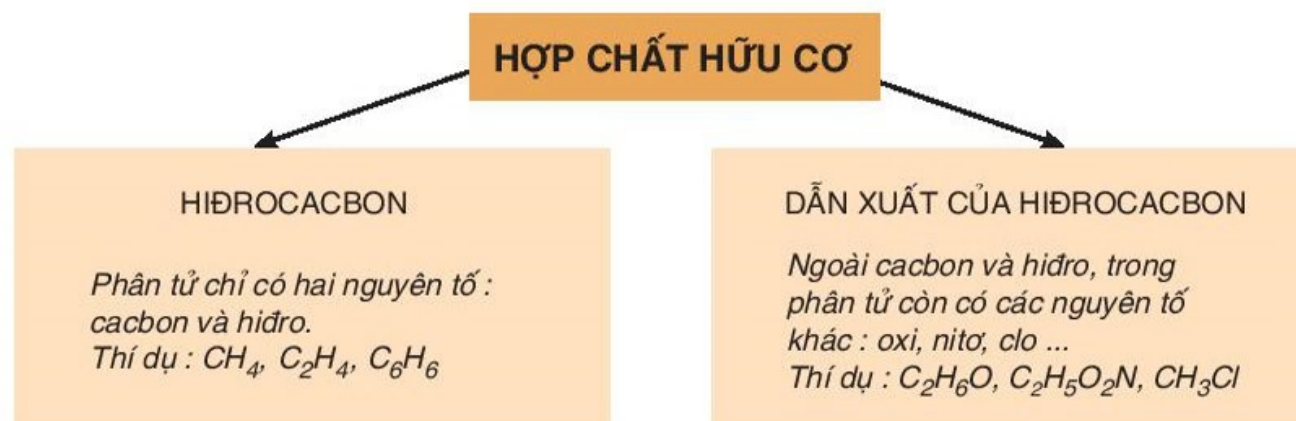 HỢP CHẤT HỮU CƠ
HIĐROCACBON
Phân tử chỉ có hai nguyên tố :
cacbon và hiđro.
Thí dụ : CH₄, C₂H₄, C₆H₆
DẪN XUẤT CỦA HIĐROCACBON
Ngoài cacbon và hiđro, trong
phân tử còn có các nguyên tố
khác : oxi, nitơ, clo ...
Thí dụ : C₂H₆O, C₂H₅O₂N, CH₃Cl